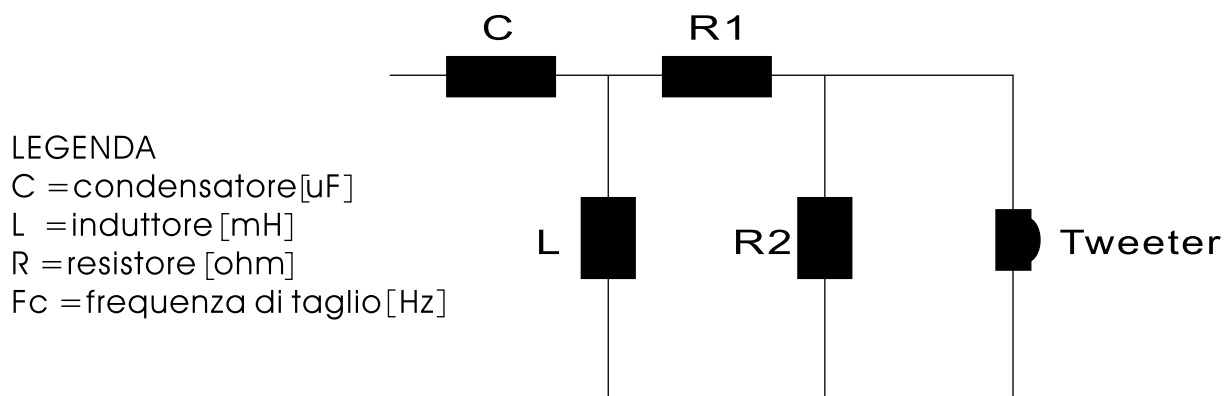 C
R1
LEGENDA
C =condensatore[uF]
L =induttore [mH]
R =resistore [ohm]
Fc =frequenza di taglio[Hz]
L
R2
Tweeter